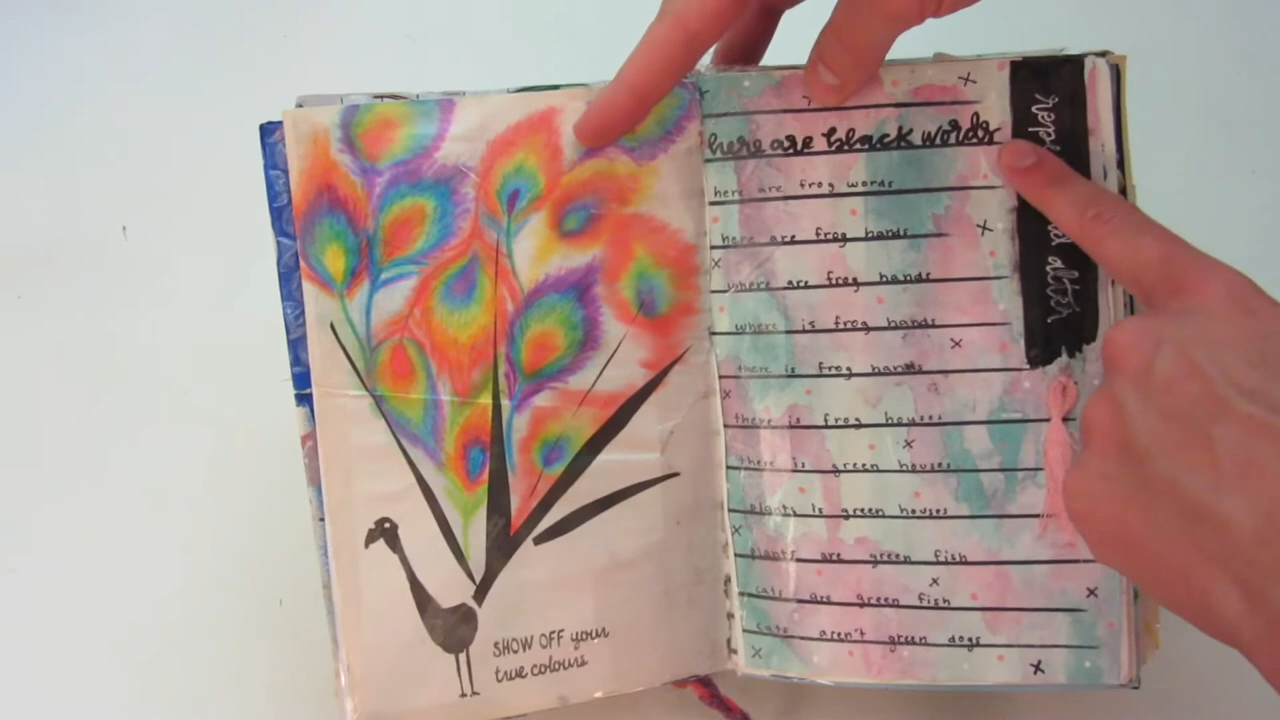 SHOW OFF your
true colours
here are black words
here are frog words
here are frog hands
where are frog hands
where is frog hands
there is frog hands
there is frog houses
there is green houses
plants is green houses
plants are green fish
cats are green fish
cats aren't green dogs
alter